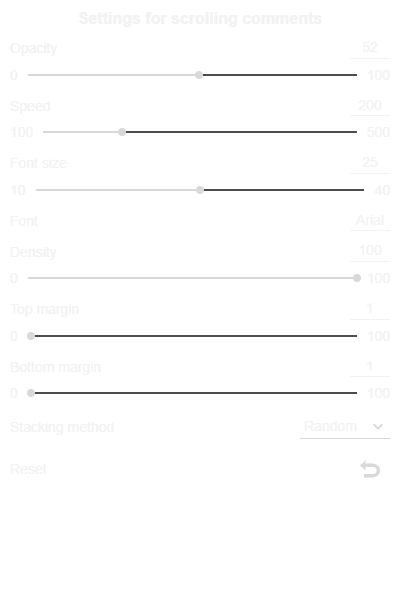 Settings for scrolling comments
Opacity 52
0 100
Speed 200
100 500
Font size 25
10 40
Font Arial
Density 100
0 100
Top margin 1
0 100
Bottom margin 1
0 100
Stacking method Random
Reset